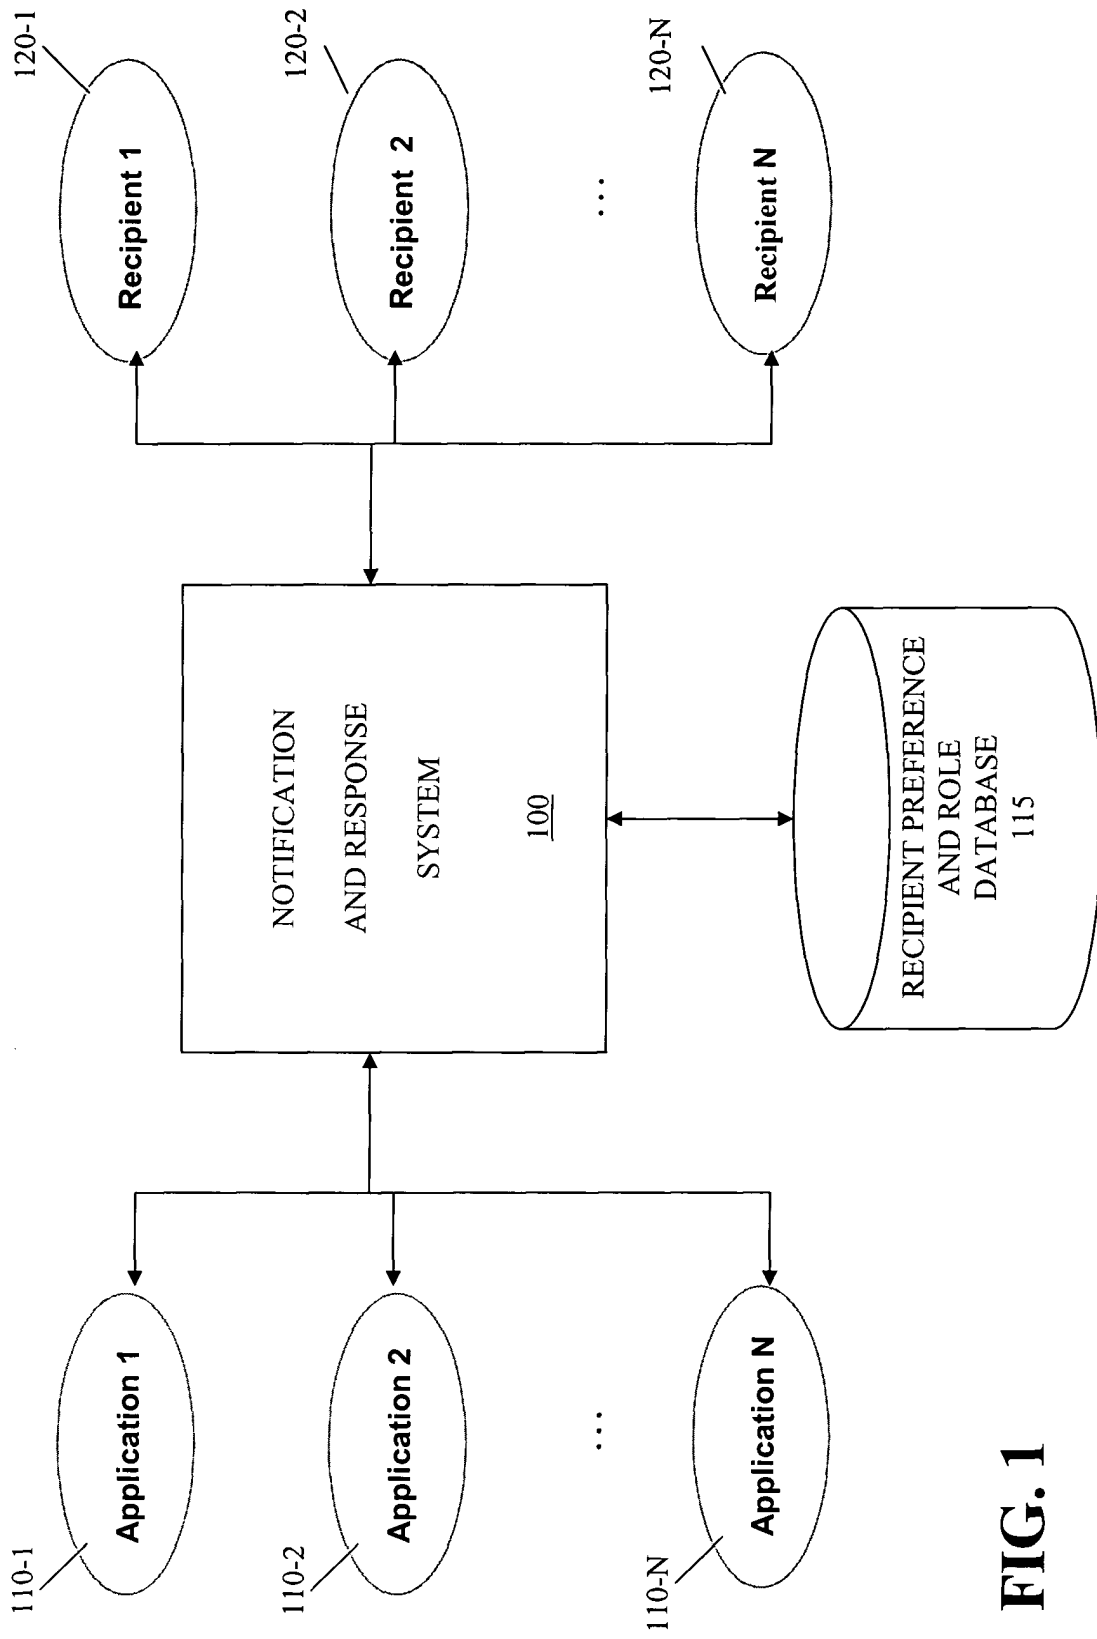 110-1
Application 1
110-2
Application 2
...
110-N
Application N
NOTIFICATION
AND RESPONSE
SYSTEM
100
RECIPIENT PREFERENCE
AND ROLE
DATABASE
115
120-1
Recipient 1
120-2
Recipient 2
...
120-N
Recipient N
FIG. 1